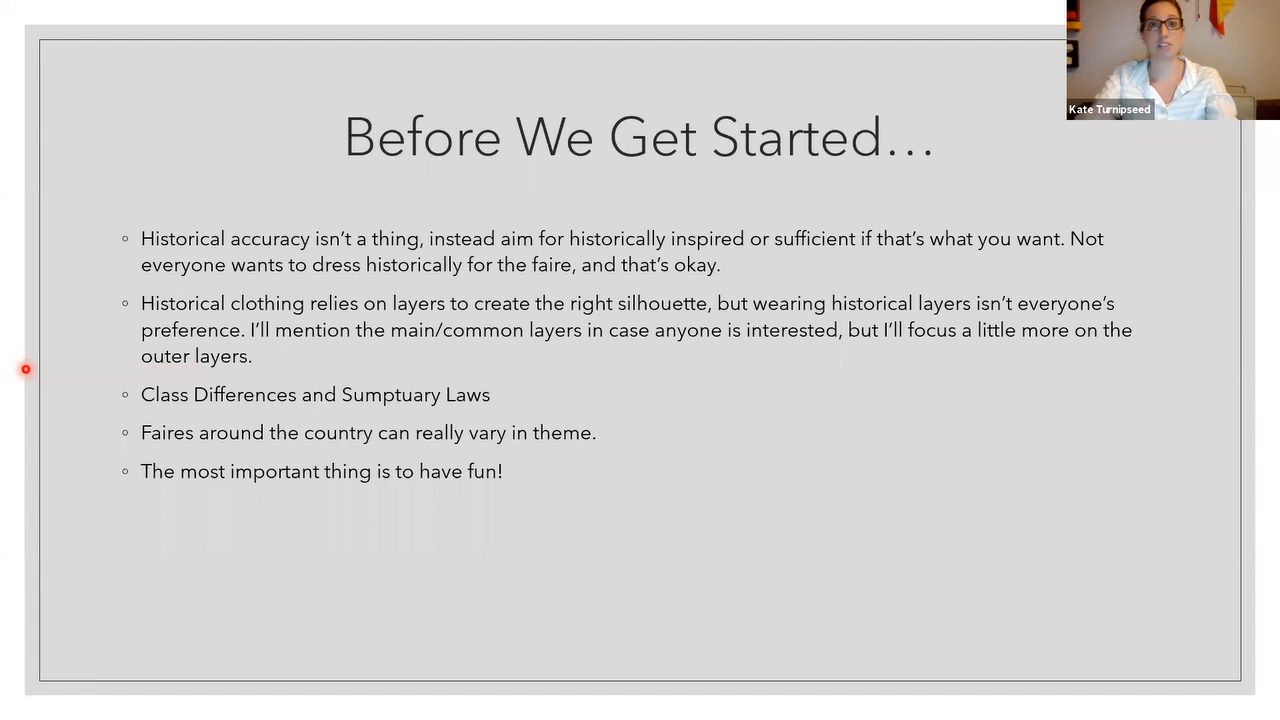 Kate Turnipseed
Before We Get Started...
◦ Historical accuracy isn't a thing, instead aim for historically inspired or sufficient if that's what you want. Not
everyone wants to dress historically for the faire, and that's okay.
◦ Historical clothing relies on layers to create the right silhouette, but wearing historical layers isn't everyone's
preference. I'll mention the main/common layers in case anyone is interested, but I'll focus a little more on the
outer layers.
◦ Class Differences and Sumptuary Laws
◦ Faires around the country can really vary in theme.
◦ The most important thing is to have fun!